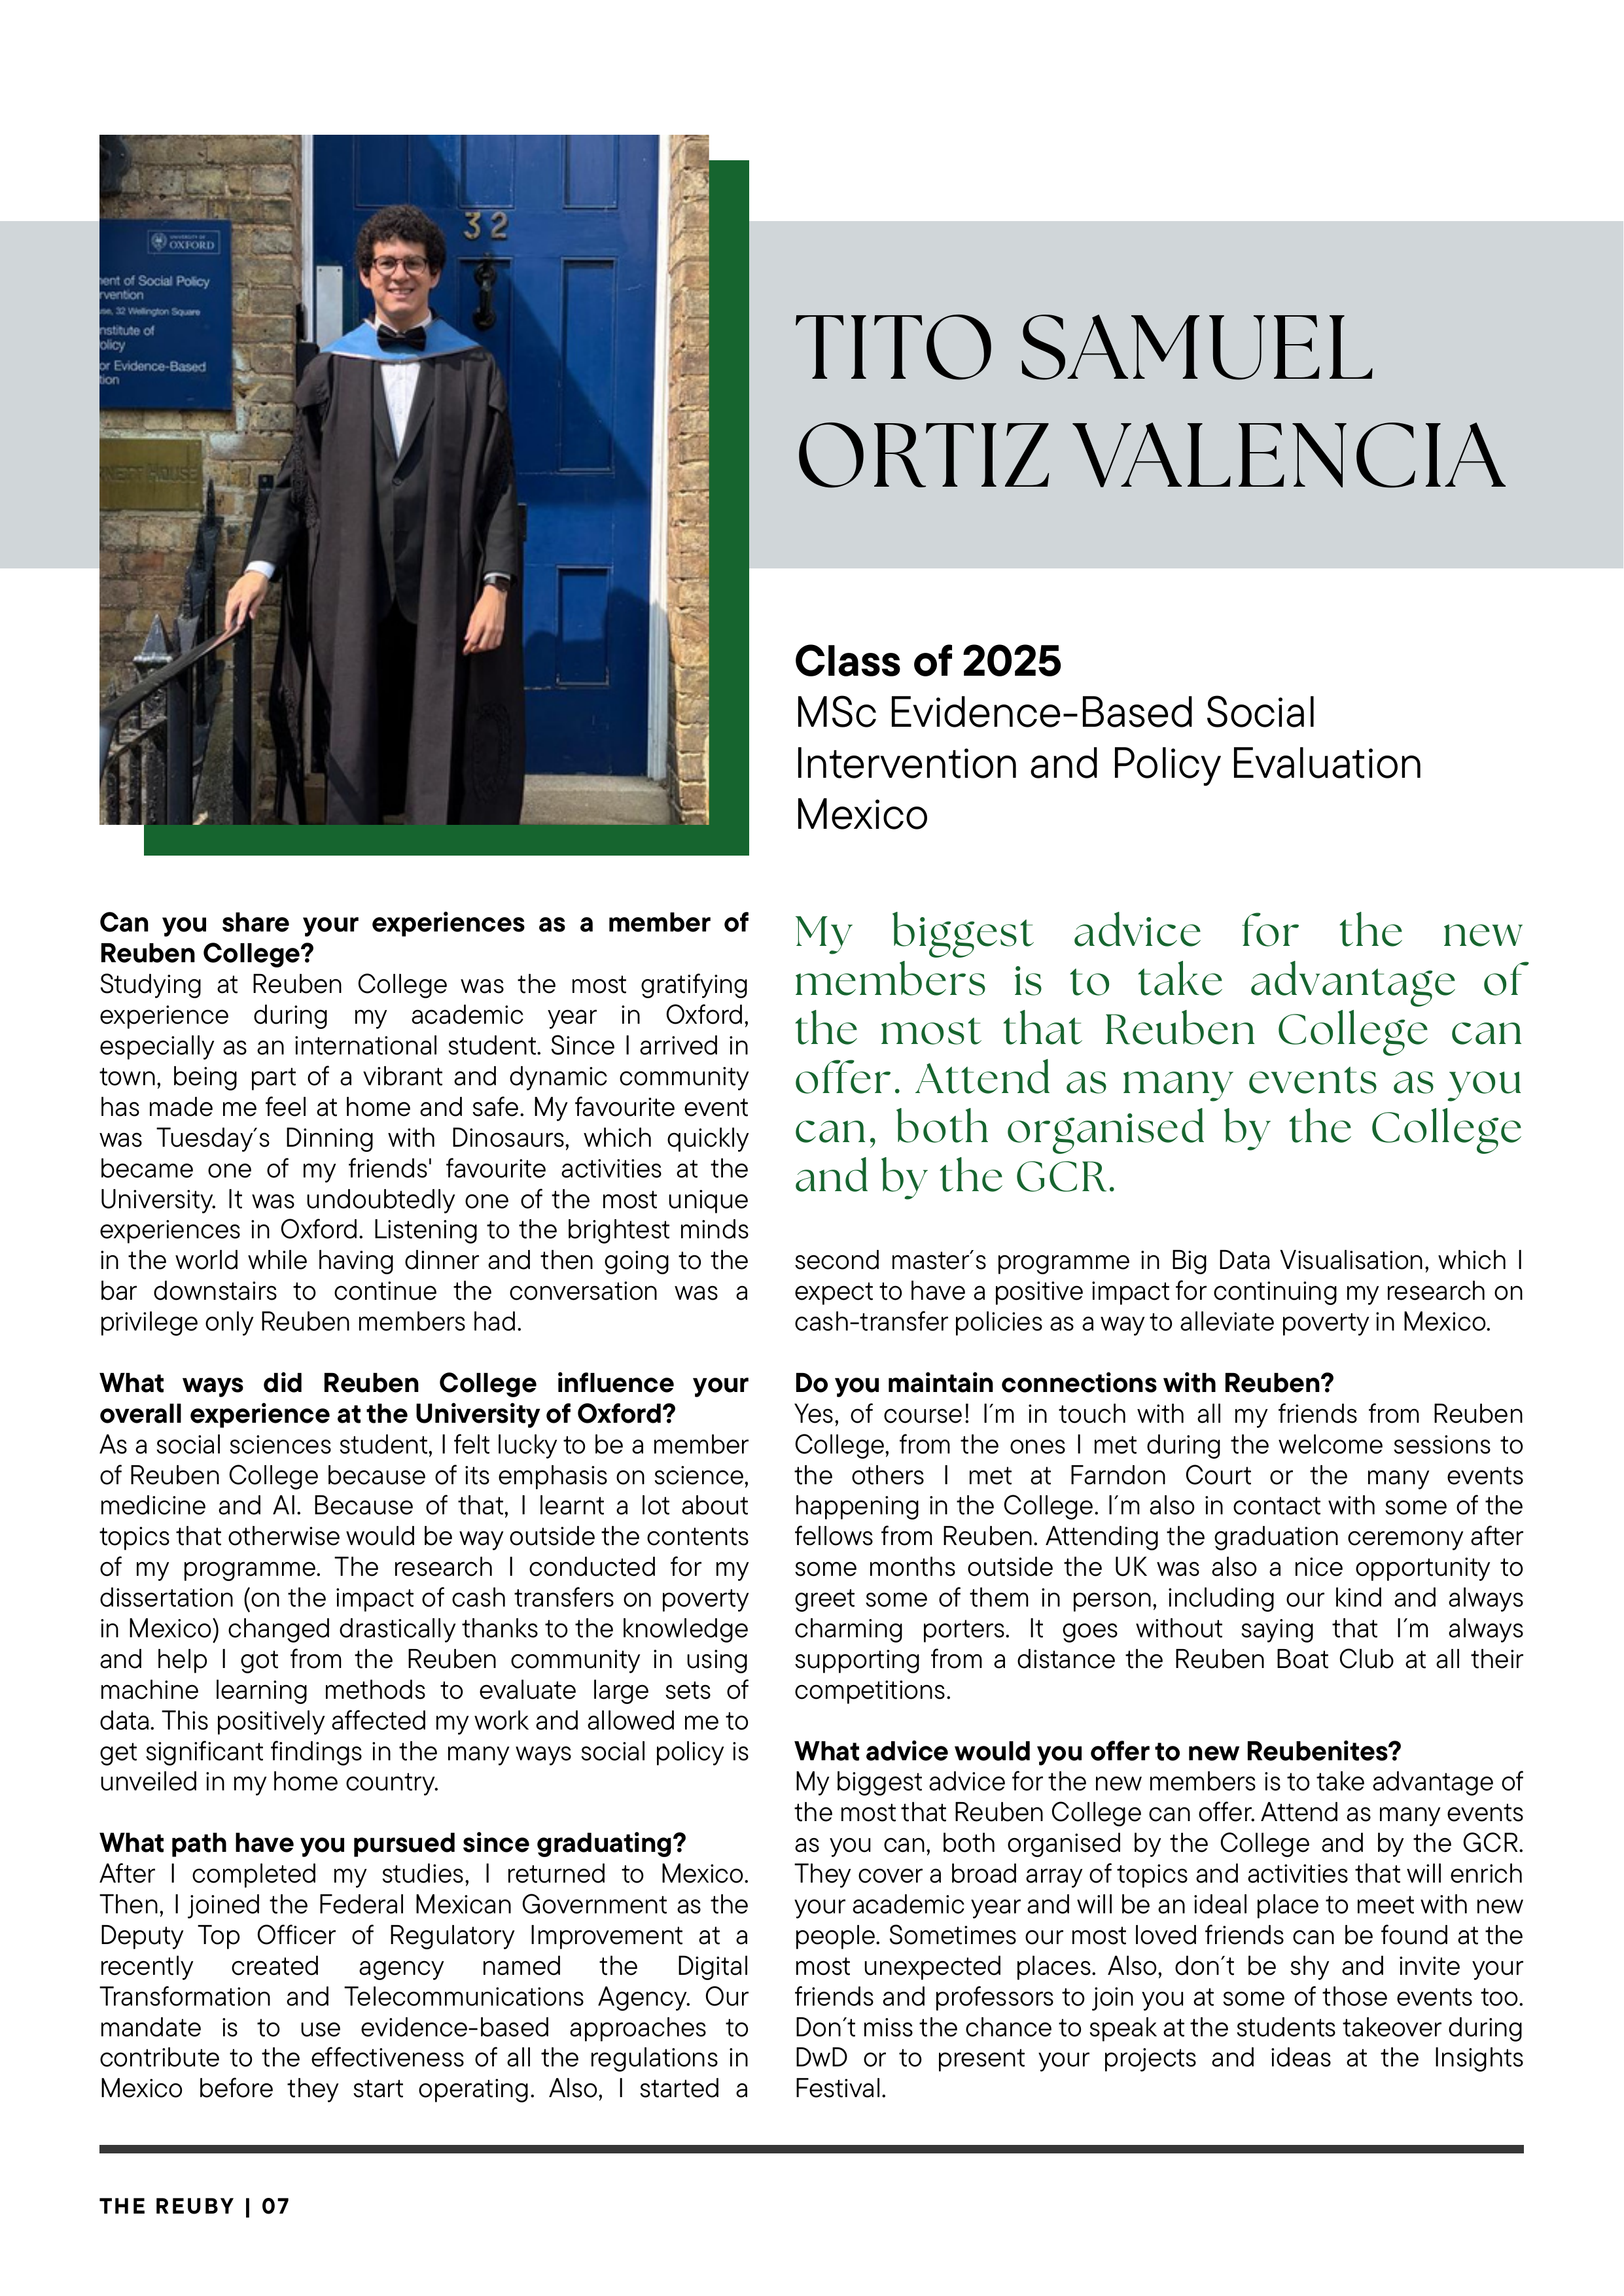 UNIVERSITY OF
OXFORD
ment of Social Policy
rvention
se, 32 Wellington Square
nstitute of
olicy
or Evidence-Based
tion
32
TITO SAMUEL
ORTIZ VALENCIA
Class of 2025
MSc Evidence-Based Social
Intervention and Policy Evaluation
Mexico
Can you share your experiences as a member of
Reuben College?
Studying at Reuben College was the most gratifying
experience during my academic year in Oxford,
especially as an international student. Since I arrived in
town, being part of a vibrant and dynamic community
has made me feel at home and safe. My favourite event
was Tuesday´s Dinning with Dinosaurs, which quickly
became one of my friends' favourite activities at the
University. It was undoubtedly one of the most unique
experiences in Oxford. Listening to the brightest minds
in the world while having dinner and then going to the
bar downstairs to continue the conversation was a
privilege only Reuben members had.
What ways did Reuben College influence your
overall experience at the University of Oxford?
As a social sciences student, I felt lucky to be a member
of Reuben College because of its emphasis on science,
medicine and AI. Because of that, I learnt a lot about
topics that otherwise would be way outside the contents
of my programme. The research I conducted for my
dissertation (on the impact of cash transfers on poverty
in Mexico) changed drastically thanks to the knowledge
and help I got from the Reuben community in using
machine learning methods to evaluate large sets of
data. This positively affected my work and allowed me to
get significant findings in the many ways social policy is
unveiled in my home country.
What path have you pursued since graduating?
After I completed my studies, I returned to Mexico.
Then, I joined the Federal Mexican Government as the
Deputy Top Officer of Regulatory Improvement at a
recently created agency named the Digital
Transformation and Telecommunications Agency. Our
mandate is to use evidence-based approaches to
contribute to the effectiveness of all the regulations in
Mexico before they start operating. Also, I started a
My biggest advice for the new
members is to take advantage of
the most that Reuben College can
offer. Attend as many events as you
can, both organised by the College
and by the GCR.
second master´s programme in Big Data Visualisation, which I
expect to have a positive impact for continuing my research on
cash-transfer policies as a way to alleviate poverty in Mexico.
Do you maintain connections with Reuben?
Yes, of course! I´m in touch with all my friends from Reuben
College, from the ones I met during the welcome sessions to
the others I met at Farndon Court or the many events
happening in the College. I´m also in contact with some of the
fellows from Reuben. Attending the graduation ceremony after
some months outside the UK was also a nice opportunity to
greet some of them in person, including our kind and always
charming porters. It goes without saying that I´m always
supporting from a distance the Reuben Boat Club at all their
competitions.
What advice would you offer to new Reubenites?
My biggest advice for the new members is to take advantage of
the most that Reuben College can offer. Attend as many events
as you can, both organised by the College and by the GCR.
They cover a broad array of topics and activities that will enrich
your academic year and will be an ideal place to meet with new
people. Sometimes our most loved friends can be found at the
most unexpected places. Also, don´t be shy and invite your
friends and professors to join you at some of those events too.
Don´t miss the chance to speak at the students takeover during
DwD or to present your projects and ideas at the Insights
Festival.
THE REUBY | 07